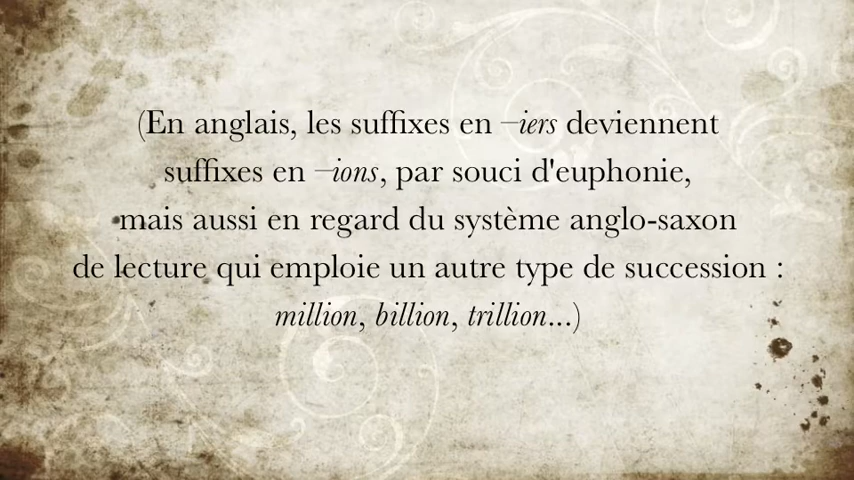 (En anglais, les suffixes en –iers deviennent
suffixes en –ions, par souci d'euphonie,
mais aussi en regard du système anglo-saxon
de lecture qui emploie un autre type de succession :
million, billion, trillion...)